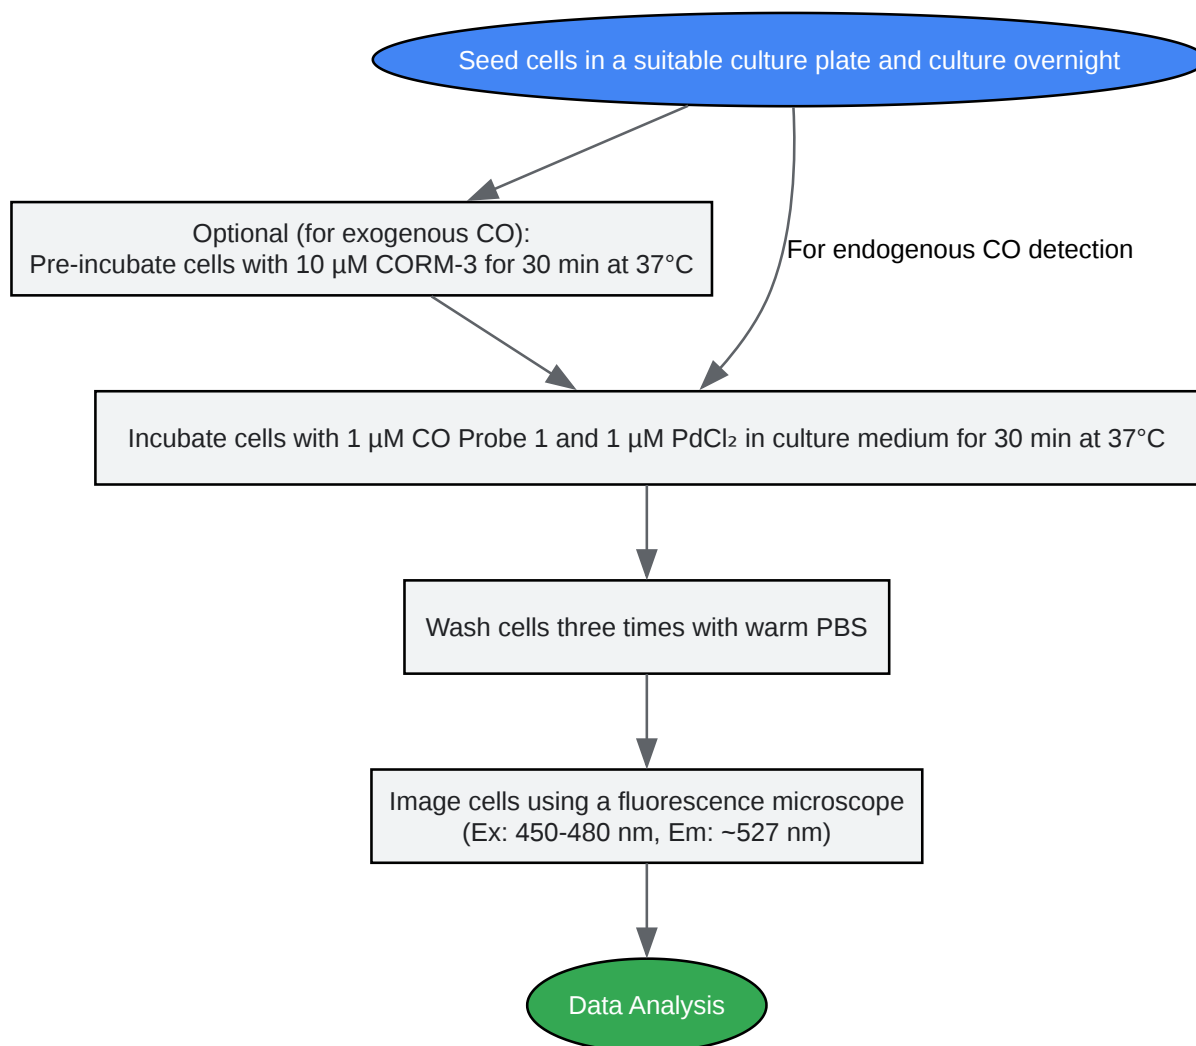 Seed cells in a suitable culture plate and culture overnight
Optional (for exogenous CO):
Pre-incubate cells with 10 µM CORM-3 for 30 min at 37°C
For endogenous CO detection
Incubate cells with 1 µM CO Probe 1 and 1 µM PdCl₂ in culture medium for 30 min at 37°C
Wash cells three times with warm PBS
Image cells using a fluorescence microscope
(Ex: 450-480 nm, Em: ~527 nm)
Data Analysis